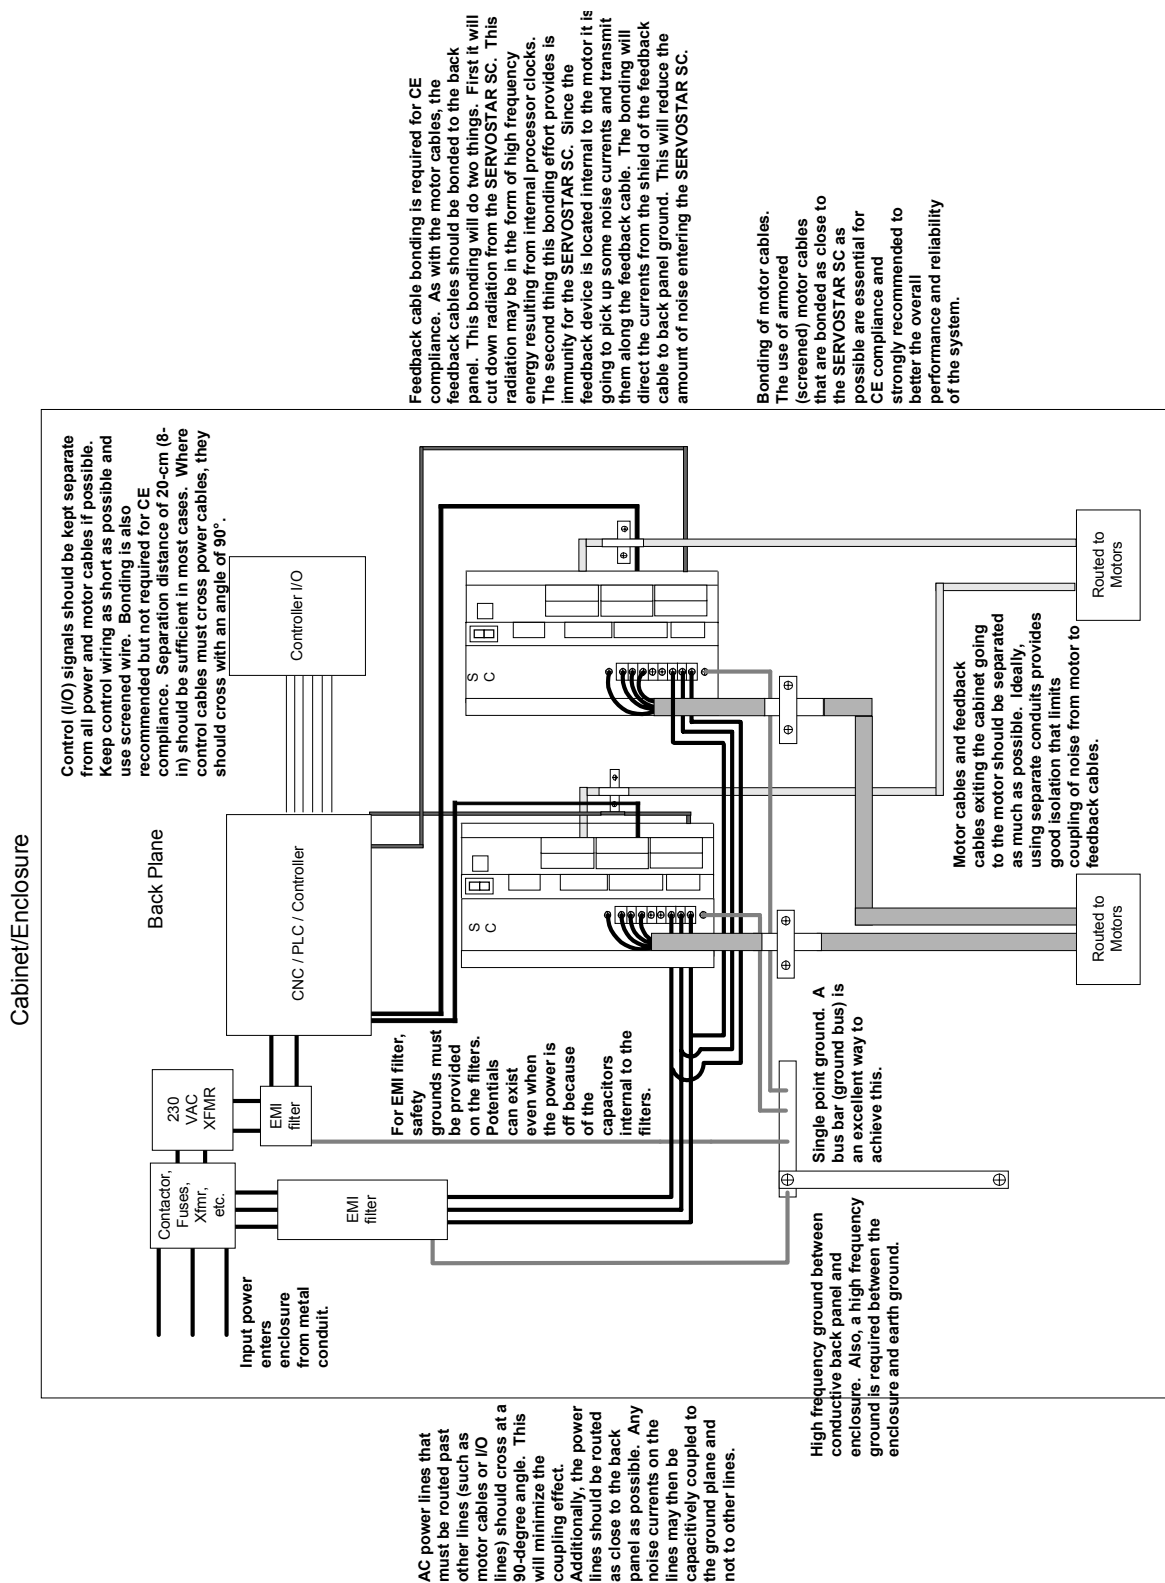 Cabinet/Enclosure
AC power lines that
must be routed past
other lines (such as
motor cables or I/O
lines) should cross at a
90-degree angle.  This
will minimize the
coupling effect.
Additionally, the power
lines should be routed
as close to the back
panel as possible.  Any
noise currents on the
lines may then be
capacitively coupled to
the ground plane and
not to other lines.
Input power
enters
enclosure
from metal
conduit.
Contactor,
Fuses,
Xfmr,
etc.
230
VAC
XFMR
EMI
filter
EMI
filter
For EMI filter,
safety
grounds must
be provided
on the filters.
Potentials
can exist
even when
the power is
off because
of the
capacitors
internal to the
filters.
High frequency ground between
conductive back panel and
enclosure.  Also, a high frequency
ground is required between the
enclosure and earth ground.
Single point ground.  A
bus bar (ground bus) is
an excellent way to
achieve this.
CNC / PLC / Controller
Back Plane
S
C
S
C
Routed to
Motors
Motor cables and feedback
cables exiting the cabinet going
to the motor should be separated
as much as possible.  Ideally,
using separate conduits provides
good isolation that limits
coupling of noise from motor to
feedback cables.
Controller I/O
Control (I/O) signals should be kept separate
from all power and motor cables if possible.
Keep control wiring as short as possible and
use screened wire.  Bonding is also
recommended but not required for CE
compliance.  Separation distance of 20-cm (8-
in) should be sufficient in most cases.  Where
control cables must cross power cables, they
should cross with an angle of 90°.
Routed to
Motors
Feedback cable bonding is required for CE
compliance.  As with the motor cables, the
feedback cables should be bonded to the back
panel.  This bonding will do two things.  First it will
cut down radiation from the SERVOSTAR SC.  This
radiation may be in the form of high frequency
energy resulting from internal processor clocks.
The second thing this bonding effort provides is
immunity for the SERVOSTAR SC.  Since the
feedback device is located internal to the motor it is
going to pick up some noise currents and transmit
them along the feedback cable.  The bonding will
direct the currents from the shield of the feedback
cable to back panel ground.  This will reduce the
amount of noise entering the SERVOSTAR SC.
Bonding of motor cables.
The use of armored
(screened) motor cables
that are bonded as close to
the SERVOSTAR SC as
possible are essential for
CE compliance and
strongly recommended to
better the overall
performance and reliability
of the system.